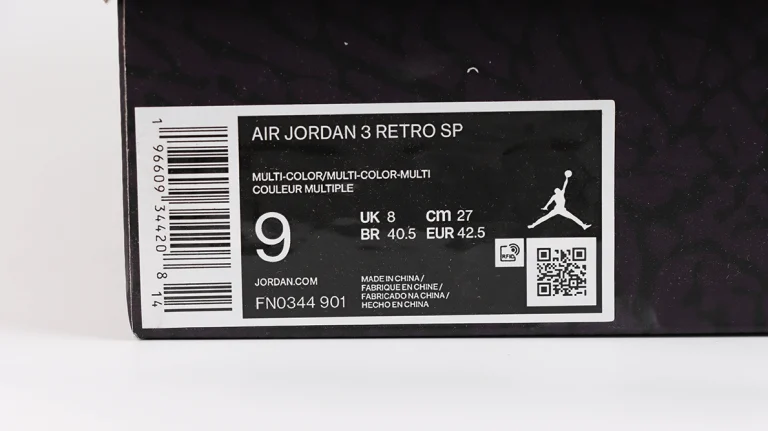 AIR JORDAN 3 RETRO SP
MULTI-COLOR/MULTI-COLOR-MULTI
COULEUR MULTIPLE
9
UK 8 cm 27
BR 40.5 EUR 42.5
JORDAN.COM
FN0344 901
MADE IN CHINA /
FABRIQUE EN CHINE /
FABRICADO NA CHINA /
HECHO EN CHINA
RFID
1 96609 34420 8 14